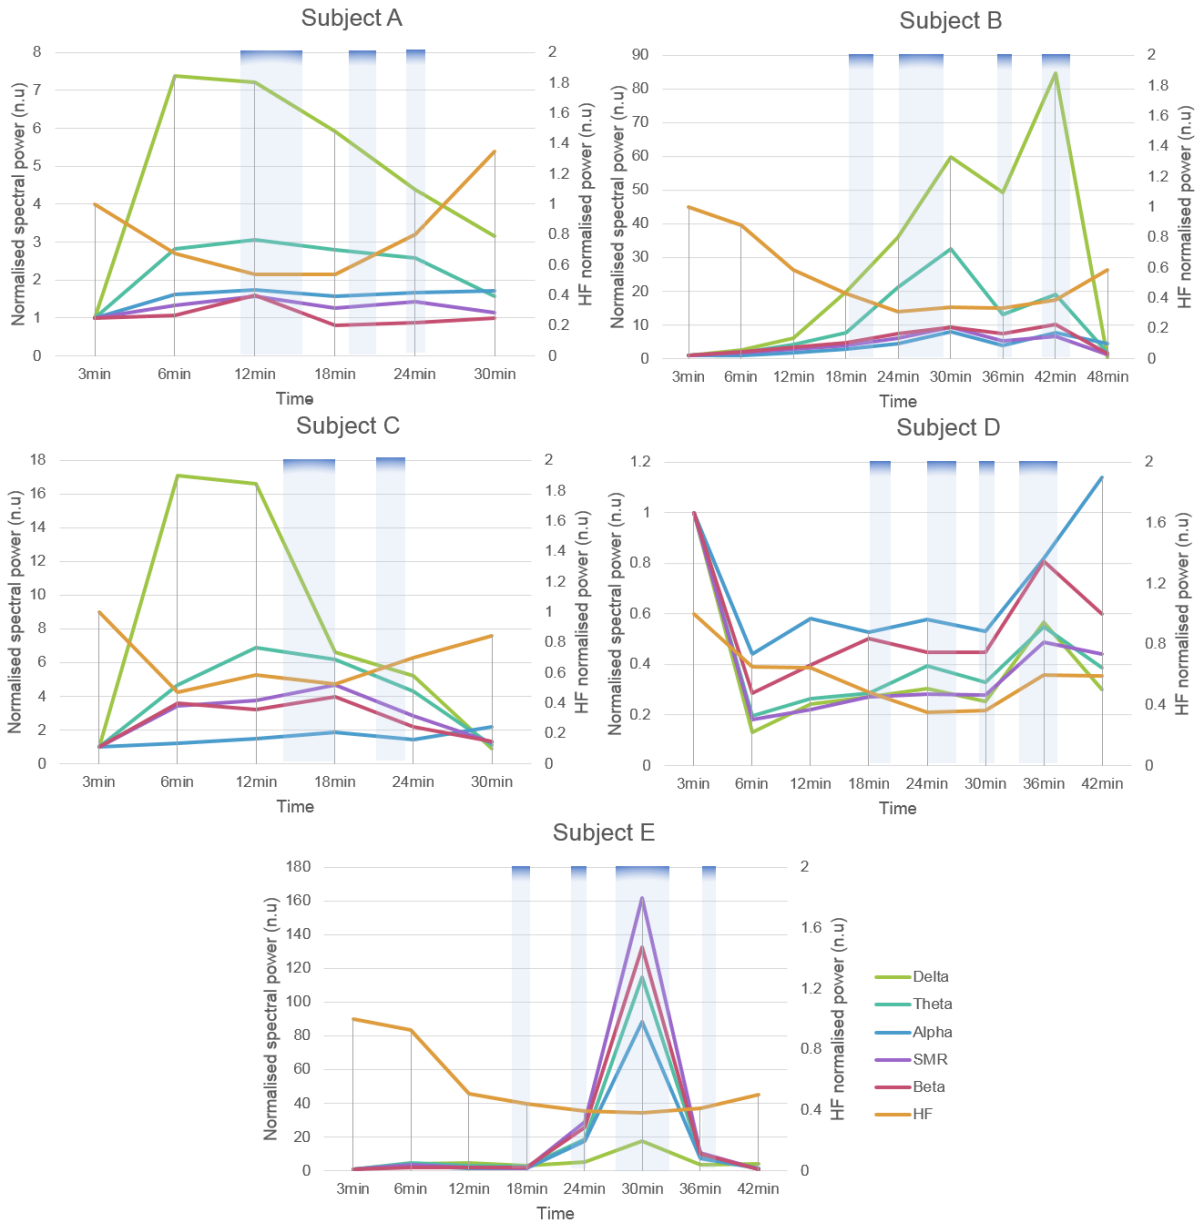 Subject A
Normalised spectral power (n.u)
8
7
6
5
4
3
2
1
0
2
1.8
1.6
1.4
1.2
1
0.8
0.6
0.4
0.2
0
HF normalised power (n.u)
3min 6min 12min 18min 24min 30min
Time
Subject B
Normalised spectral power (n.u)
90
80
70
60
50
40
30
20
10
0
2
1.8
1.6
1.4
1.2
1
0.8
0.6
0.4
0.2
0
HF normalised power (n.u)
3min 6min 12min 18min 24min 30min 36min 42min 48min
Time
Subject C
Normalised spectral power (n.u)
18
16
14
12
10
8
6
4
2
0
2
1.8
1.6
1.4
1.2
1
0.8
0.6
0.4
0.2
0
HF normalised power (n.u)
3min 6min 12min 18min 24min 30min
Time
Subject D
Normalised spectral power (n.u)
1.2
1
0.8
0.6
0.4
0.2
0
2
1.6
1.2
0.8
0.4
0
HF normalised power (n.u)
3min 6min 12min 18min 24min 30min 36min 42min
Time
Subject E
Normalised spectral power (n.u)
180
160
140
120
100
80
60
40
20
0
2
1.6
1.2
0.8
0.4
0
HF normalised power (n.u)
3min 6min 12min 18min 24min 30min 36min 42min
Time
Delta
Theta
Alpha
SMR
Beta
HF